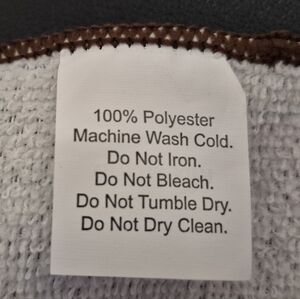 100% Polyester
Machine Wash Cold.
Do Not Iron.
Do Not Bleach.
Do Not Tumble Dry.
Do Not Dry Clean.